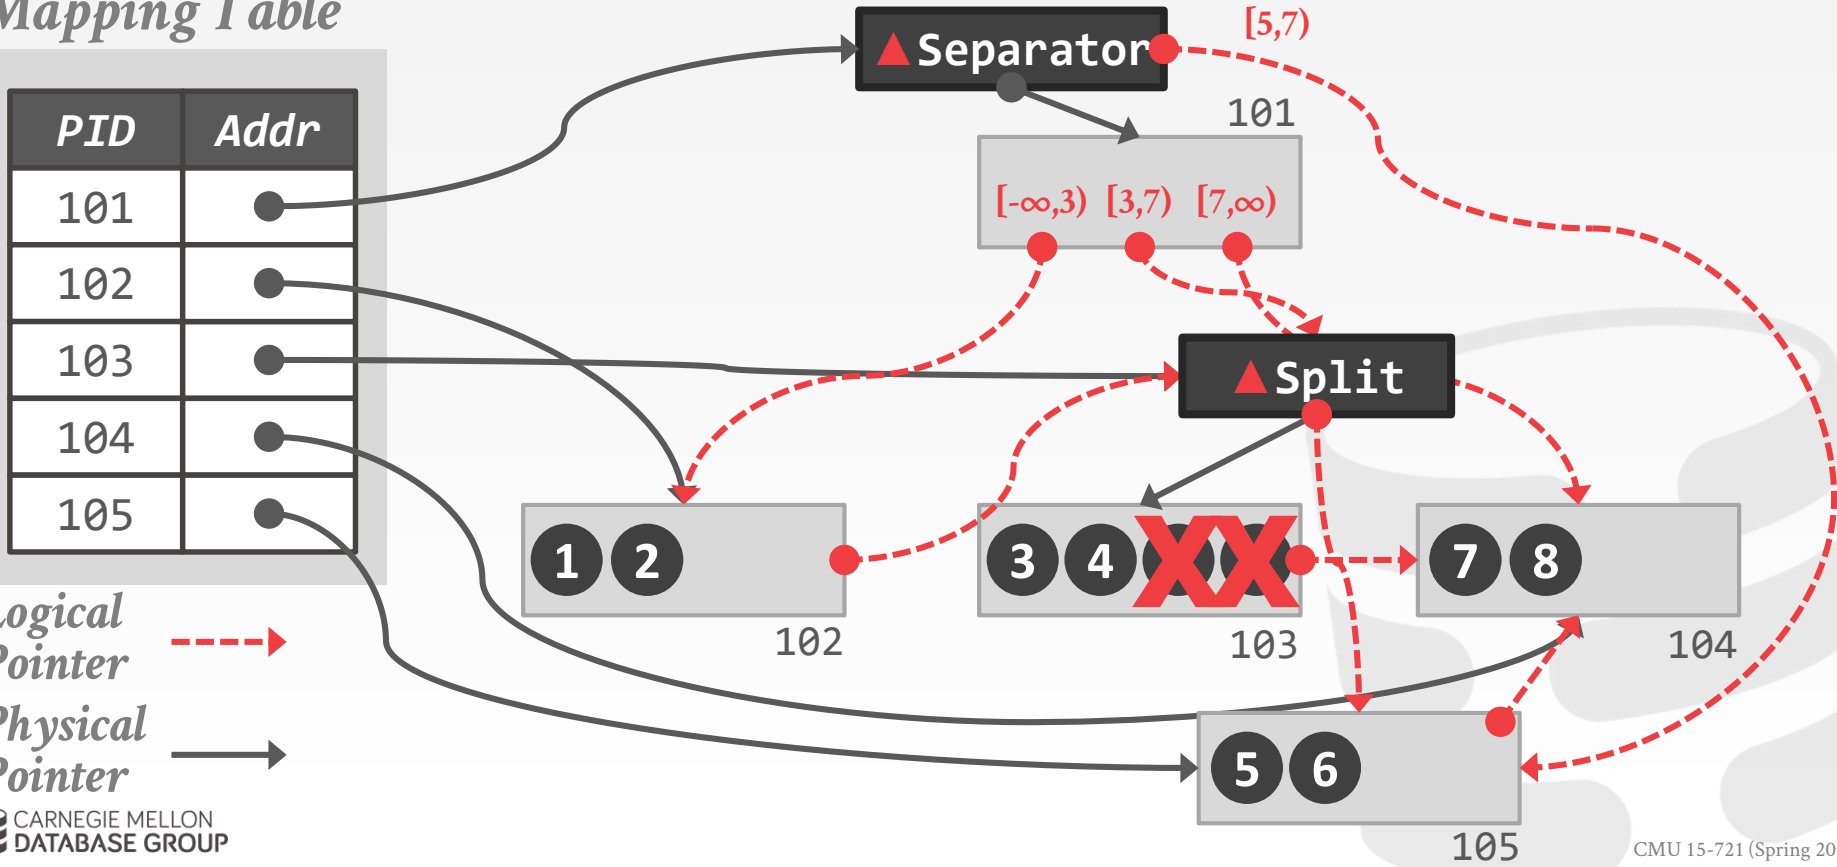 Mapping Table
PID Addr
101
102
103
104
105
▲Separator
[5,7)
101
[-∞,3) [3,7) [7,∞)
▲Split
1 2
102
3 4 X X
103
7 8
104
5 6
105
Logical
Pointer
Physical
Pointer
CARNEGIE MELLON
DATABASE GROUP
CMU 15-721 (Spring 20